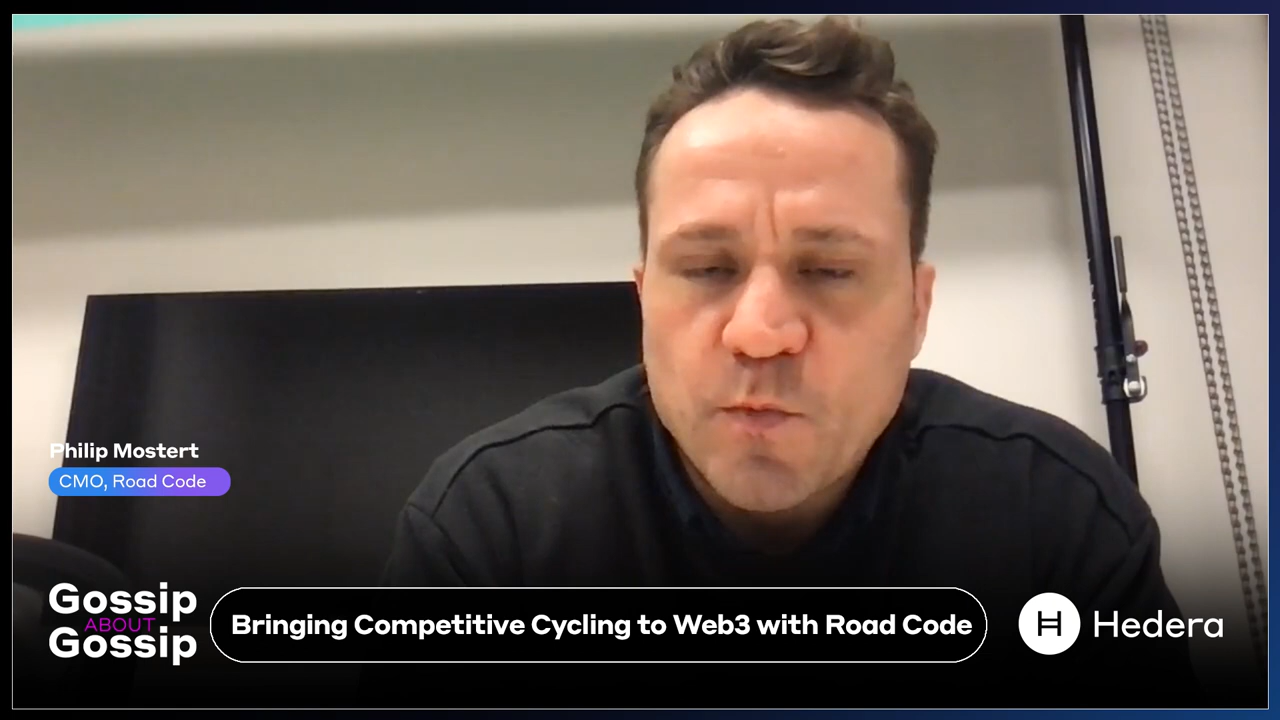 Philip Mostert
CMO, Road Code
Gossip
ABOUT
Gossip
Bringing Competitive Cycling to Web3 with Road Code
H Hedera